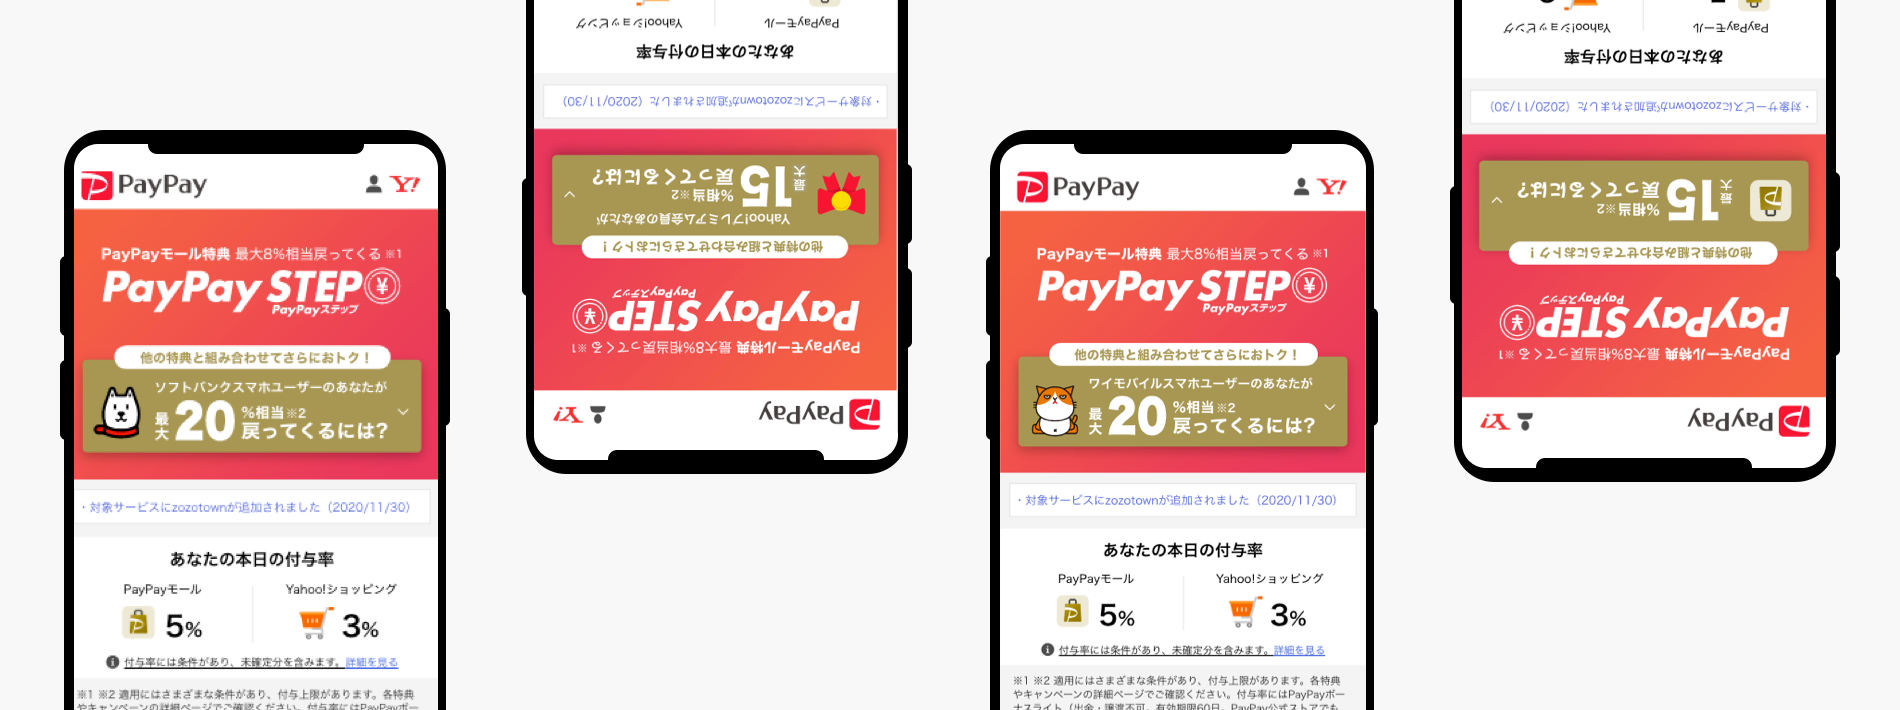 PayPay
Y!
PayPayモール特典 最大8%相当戻ってくる ※1
PayPay STEP
¥
PayPayステップ
他の特典と組み合わせてさらにおトク！
ソフトバンクスマホユーザーのあなたが
最大20%相当※2
戻ってくるには?
・対象サービスにzozotownが追加されました（2020/11/30）
あなたの本日の付与率
PayPayモール
Yahoo!ショッピング
5%
3%
付与率には条件があり、未確定分を含みます。詳細を見る
※1 ※2 適用にはさまざまな条件があり、付与上限があります。各特典
やキャンペーンの詳細ページでご確認ください。付与率にはPayPayボー
PayPay
Y!
PayPayモール特典 最大8%相当戻ってくる ※1
PayPay STEP
¥
PayPayステップ
他の特典と組み合わせてさらにおトク！
Yahoo!プレミアム会員のあなたが
最大15%相当※2
戻ってくるには?
・対象サービスにzozotownが追加されました（2020/11/30）
あなたの本日の付与率
PayPayモール
Yahoo!ショッピング
PayPay
Y!
PayPayモール特典 最大8%相当戻ってくる ※1
PayPay STEP
¥
PayPayステップ
他の特典と組み合わせてさらにおトク！
ワイモバイルスマホユーザーのあなたが
最大20%相当※2
戻ってくるには?
・対象サービスにzozotownが追加されました（2020/11/30）
あなたの本日の付与率
PayPayモール
Yahoo!ショッピング
5%
3%
付与率には条件があり、未確定分を含みます。詳細を見る
※1 ※2 適用にはさまざまな条件があり、付与上限があります。各特典
やキャンペーンの詳細ページでご確認ください。付与率にはPayPayボー
ナスライト（出金・譲渡不可。有効期限60日。PayPay公式ストアでも
PayPay
Y!
PayPayモール特典 最大8%相当戻ってくる ※1
PayPay STEP
¥
PayPayステップ
他の特典と組み合わせてさらにおトク！
最大15%相当※2
戻ってくるには?
・対象サービスにzozotownが追加されました（2020/11/30）
あなたの本日の付与率
PayPayモール
Yahoo!ショッピング